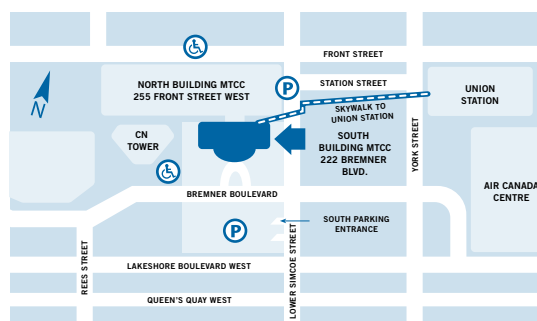 FRONT STREET
NORTH BUILDING MTCC
255 FRONT STREET WEST
STATION STREET
P
UNION
STATION
N
SKYWALK TO
UNION STATION
CN
TOWER
SOUTH
BUILDING MTCC
222 BREMNER
BLVD.
YORK STREET
AIR CANADA
CENTRE
BREMNER BOULEVARD
P
SOUTH PARKING
ENTRANCE
REES STREET
LOWER SIMCOE STREET
LAKESHORE BOULEVARD WEST
QUEEN'S QUAY WEST